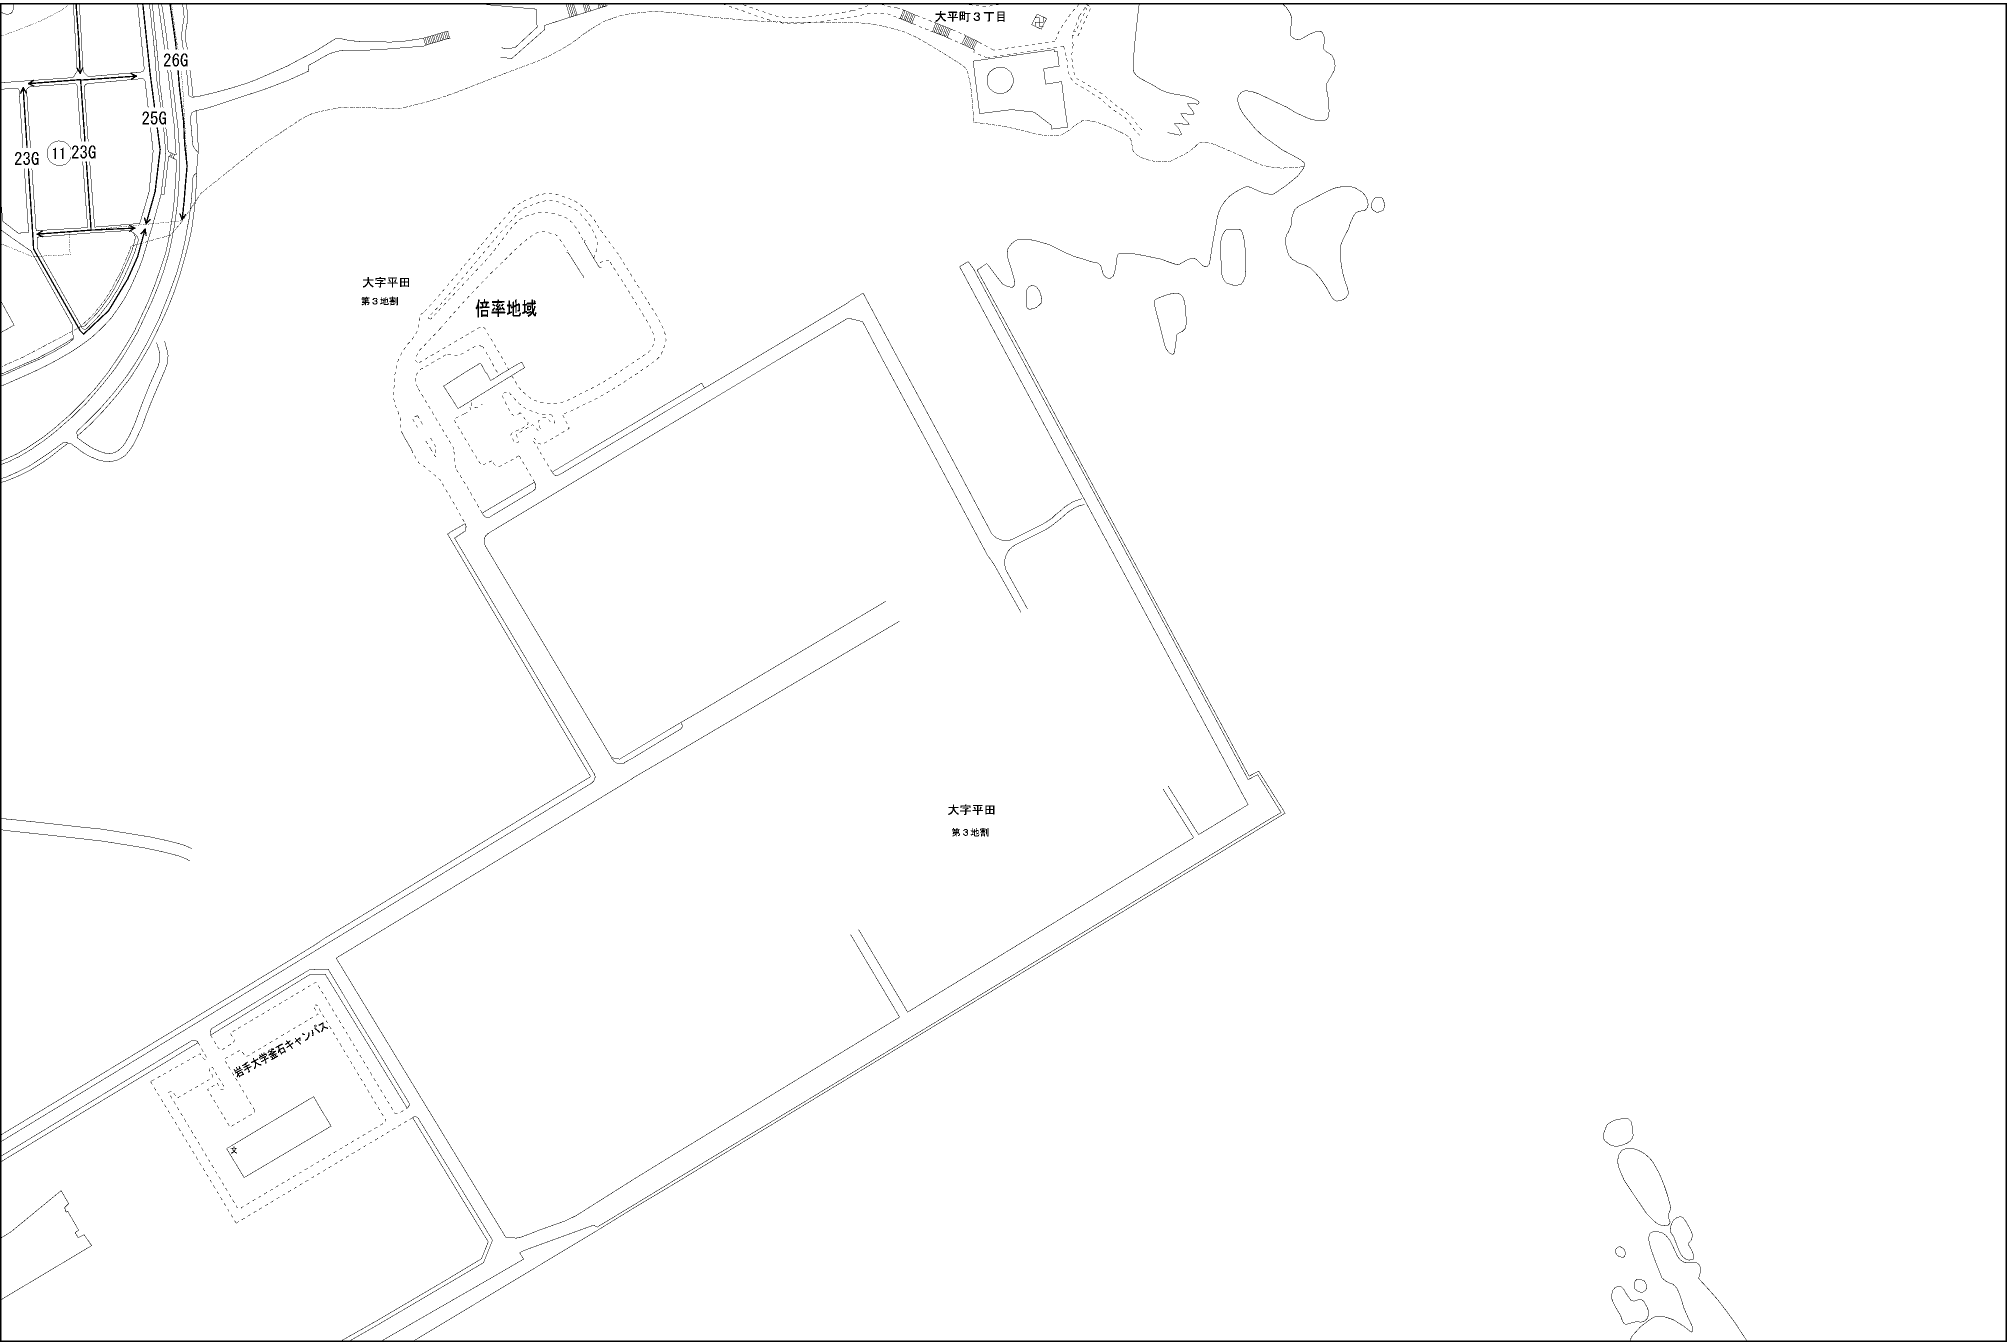 大平町３丁目
26G
25G
23G
11
23G
大字平田
第３地割
倍率地域
大字平田
第３地割
岩手大学釜石キャンパス
文